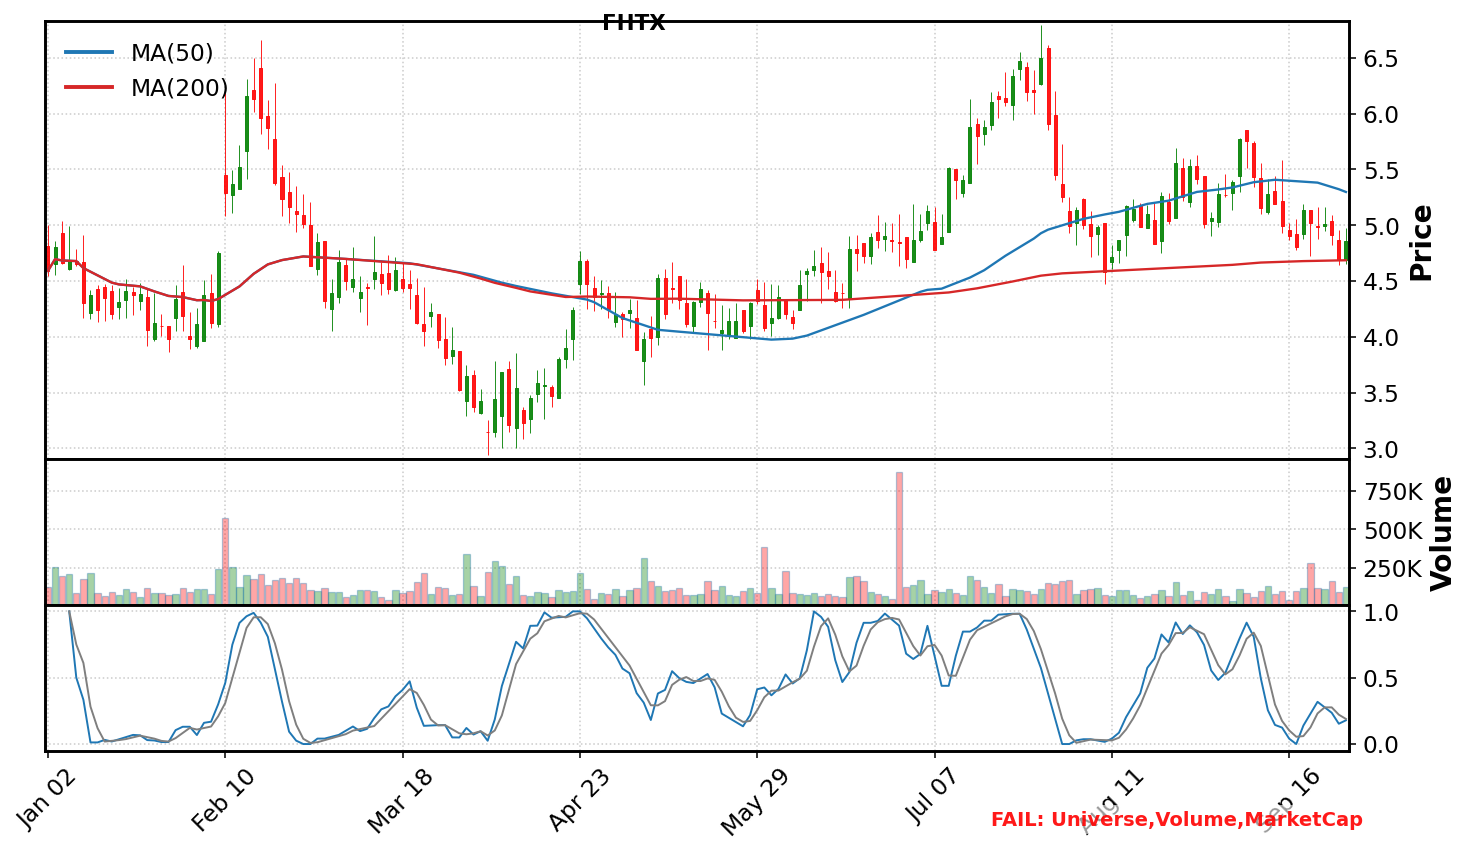 FHTX
MA(50)
MA(200)
6.5
6.0
5.5
5.0
4.5
4.0
3.5
3.0
Price
750K
500K
250K
Volume
1.0
0.5
0.0
Jan 02
Feb 10
Mar 18
Apr 23
May 29
Jul 07
Aug 11
Sep 16
FAIL: Universe,Volume,MarketCap